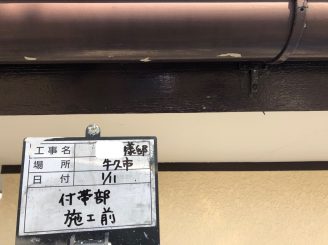 工事名 様邸
場所 牛久市
日付 1/11
付帯部
施工前